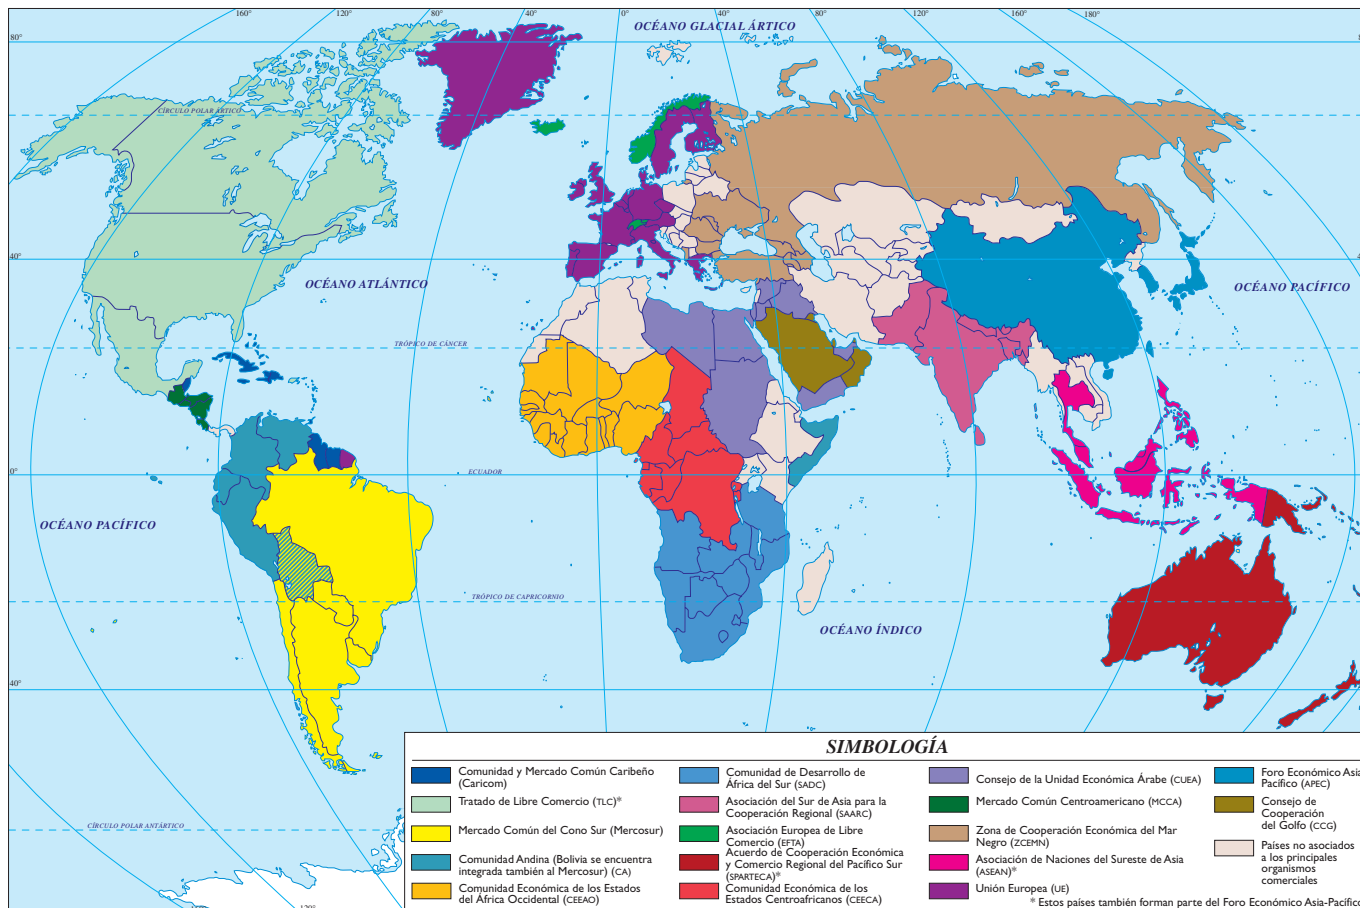 160°
120°
80°
40°
0°
40°
80°
120°
160°
180°
OCÉANO GLACIAL ÁRTICO
80°
CÍRCULO POLAR ÁRTICO
40°
OCÉANO ATLÁNTICO
OCÉANO PACÍFICO
TRÓPICO DE CÁNCER
0°
ECUADOR
OCÉANO PACÍFICO
TRÓPICO DE CAPRICORNIO
OCÉANO ÍNDICO
40°
CÍRCULO POLAR ANTÁRTICO
160°
120°
SIMBOLOGÍA
Comunidad y Mercado Común Caribeño
(Caricom)
Tratado de Libre Comercio (TLC)*
Mercado Común del Cono Sur (Mercosur)
Comunidad Andina (Bolivia se encuentra
integrada también al Mercosur) (CA)
Comunidad Económica de los Estados
del África Occidental (CEEAO)
Comunidad de Desarrollo de
África del Sur (SADC)
Asociación del Sur de Asia para la
Cooperación Regional (SAARC)
Asociación Europea de Libre
Comercio (EFTA)
Acuerdo de Cooperación Económica
y Comercio Regional del Pacífico Sur
(SPARTECA)*
Comunidad Económica de los
Estados Centroafricanos (CEECA)
Consejo de la Unidad Económica Árabe (CUEA)
Mercado Común Centroamericano (MCCA)
Zona de Cooperación Económica del Mar
Negro (ZCEMN)
Asociación de Naciones del Sureste de Asia
(ASEAN)*
Unión Europea (UE)
Foro Económico Asia
Pacífico (APEC)
Consejo de
Cooperación
del Golfo (CCG)
Países no asociados
a los principales
organismos
comerciales
* Estos países también forman parte del Foro Económico Asia-Pacífico